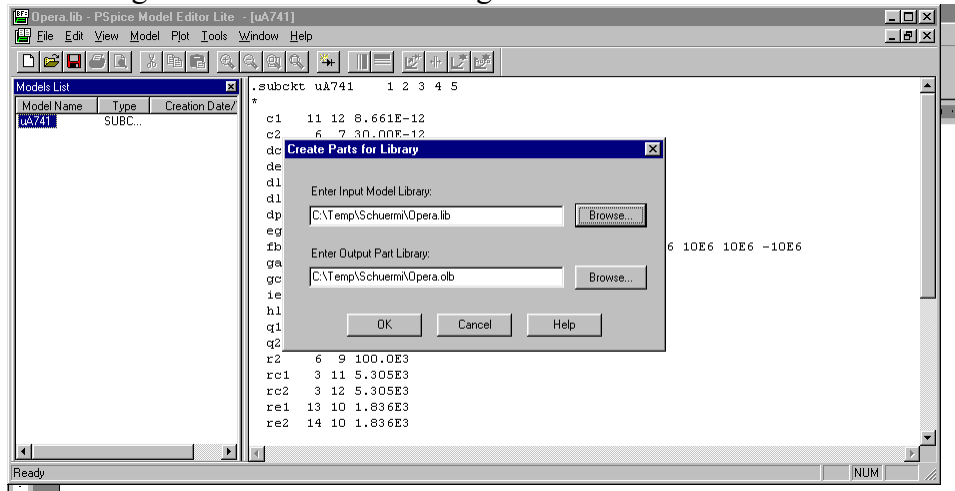 Opera.lib - PSpice Model Editor Lite - [uA741]
File Edit View Model Plot Tools Window Help
Models List
Model Name Type Creation Date/
uA741 SUBC...
.subckt uA741 1 2 3 4 5
*
c1 11 12 8.661E-12
c2 6 7 30.00E-12
dc
de
dl
dl
dp
eg
fb 6 10E6 10E6 -10E6
ga
gc
ie
hl
q1
q2
r2 6 9 100.0E3
rc1 3 11 5.305E3
rc2 3 12 5.305E3
re1 13 10 1.836E3
re2 14 10 1.836E3
Create Parts for Library
Enter Input Model Library:
C:\Temp\Schuermi\Opera.lib Browse...
Enter Output Part Library:
C:\Temp\Schuermi\Opera.olb Browse...
OK Cancel Help
Ready NUM